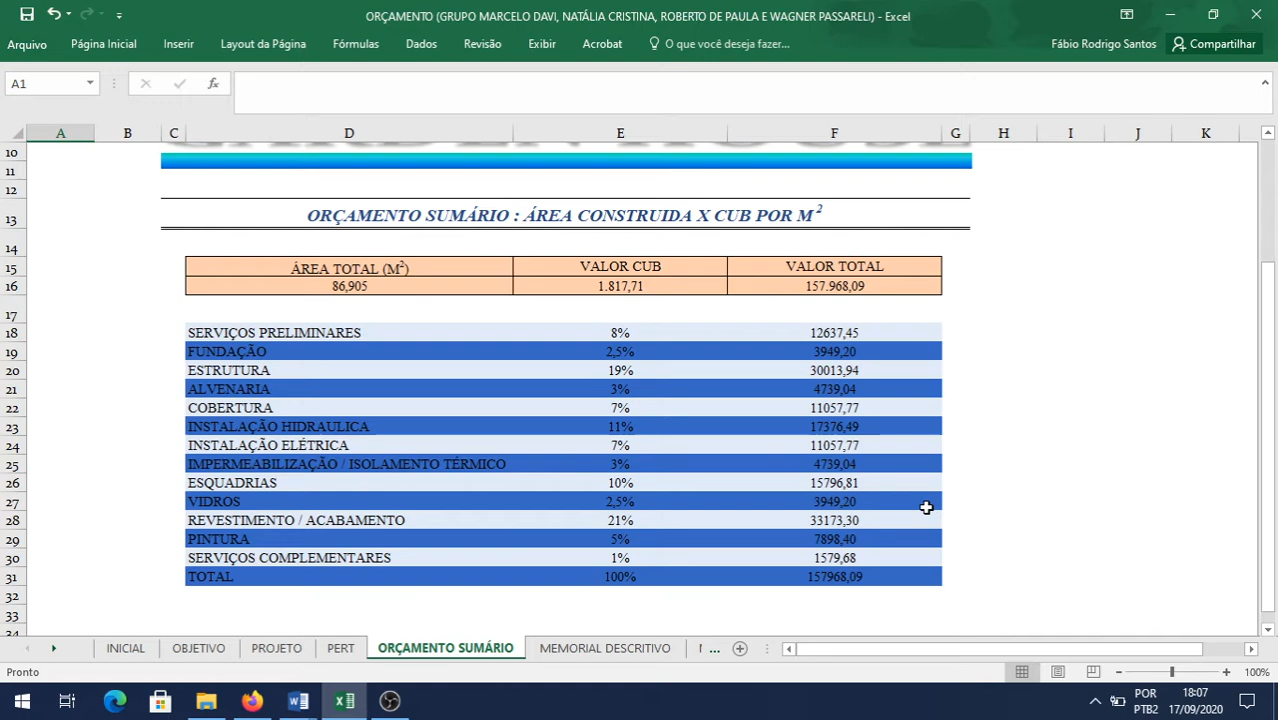 ORÇAMENTO (GRUPO MARCELO DAVI, NATÁLIA CRISTINA, ROBERTO DE PAULA E WAGNER PASSARELI) - Excel
Arquivo Página Inicial Inserir Layout da Página Fórmulas Dados Revisão Exibir Acrobat O que você deseja fazer... Fábio Rodrigo Santos Compartilhar
A1 fx
A B C D E F G H I J K
10
11
12
13 ORÇAMENTO SUMÁRIO : ÁREA CONSTRUIDA X CUB POR M²
14
15 ÁREA TOTAL (M²) VALOR CUB VALOR TOTAL
16 86,905 1.817,71 157.968,09
17
18 SERVIÇOS PRELIMINARES 8% 12637,45
19 FUNDAÇÃO 2,5% 3949,20
20 ESTRUTURA 19% 30013,94
21 ALVENARIA 3% 4739,04
22 COBERTURA 7% 11057,77
23 INSTALAÇÃO HIDRAULICA 11% 17376,49
24 INSTALAÇÃO ELÉTRICA 7% 11057,77
25 IMPERMEABILIZAÇÃO / ISOLAMENTO TÉRMICO 3% 4739,04
26 ESQUADRIAS 10% 15796,81
27 VIDROS 2,5% 3949,20
28 REVESTIMENTO / ACABAMENTO 21% 33173,30
29 PINTURA 5% 7898,40
30 SERVIÇOS COMPLEMENTARES 1% 1579,68
31 TOTAL 100% 157968,09
32
33
34
INICIAL OBJETIVO PROJETO PERT ORÇAMENTO SUMÁRIO MEMORIAL DESCRITIVO ...
Pronto 100%
POR 18:07
PTB2 17/09/2020